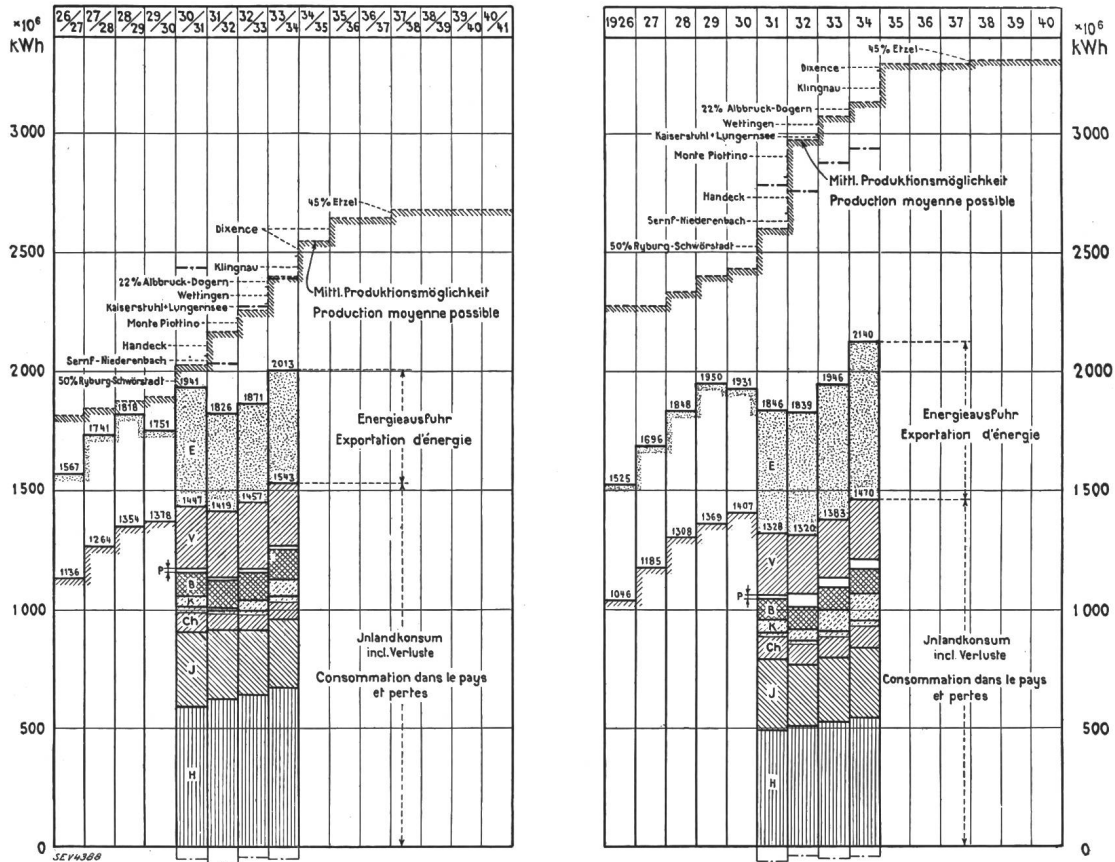 ×10⁶
kWh
26/27 27/28 28/29 29/30 30/31 31/32 32/33 33/34 34/35 35/36 36/37 37/38 38/39 39/40 40/41
3000
2500
2000
1500
1000
500
0
45% Etzel
Dixence
Klingnau
22% Albbruck-Dogern
Wettingen
Kaiserstuhl+Lungernsee
Monte Piottino
Handeck
Sernf-Niederenbach
50% Ryburg-Schwörstadt
Mittl. Produktionsmöglichkeit
Production moyenne possible
1567 1741 1818 1751 1941 1826 1871 2013
1136 1264 1354 1378 1447 1419 1457 1543
E
V
P
B
K
Ch
J
H
Energieausfuhr
Exportation d'énergie
Jnlandkonsum
incl. Verluste
Consommation dans le pays
et pertes
SEV4388
1926 27 28 29 30 31 32 33 34 35 36 37 38 39 40
×10⁶
kWh
3000
2500
2000
1500
1000
500
0
45% Etzel
Dixence
Klingnau
22% Albbruck-Dogern
Wettingen
Kaiserstuhl+Lungernsee
Monte Piottino
Handeck
Sernf-Niederenbach
50% Ryburg-Schwörstadt
Mittl. Produktionsmöglichkeit
Production moyenne possible
1525 1696 1848 1950 1931 1846 1839 1946 2140
1046 1185 1308 1369 1407 1328 1320 1383 1470
E
V
P
B
K
Ch
J
H
Energieausfuhr
Exportation d'énergie
Jnlandkonsum
incl. Verluste
Consommation dans le pays
et pertes